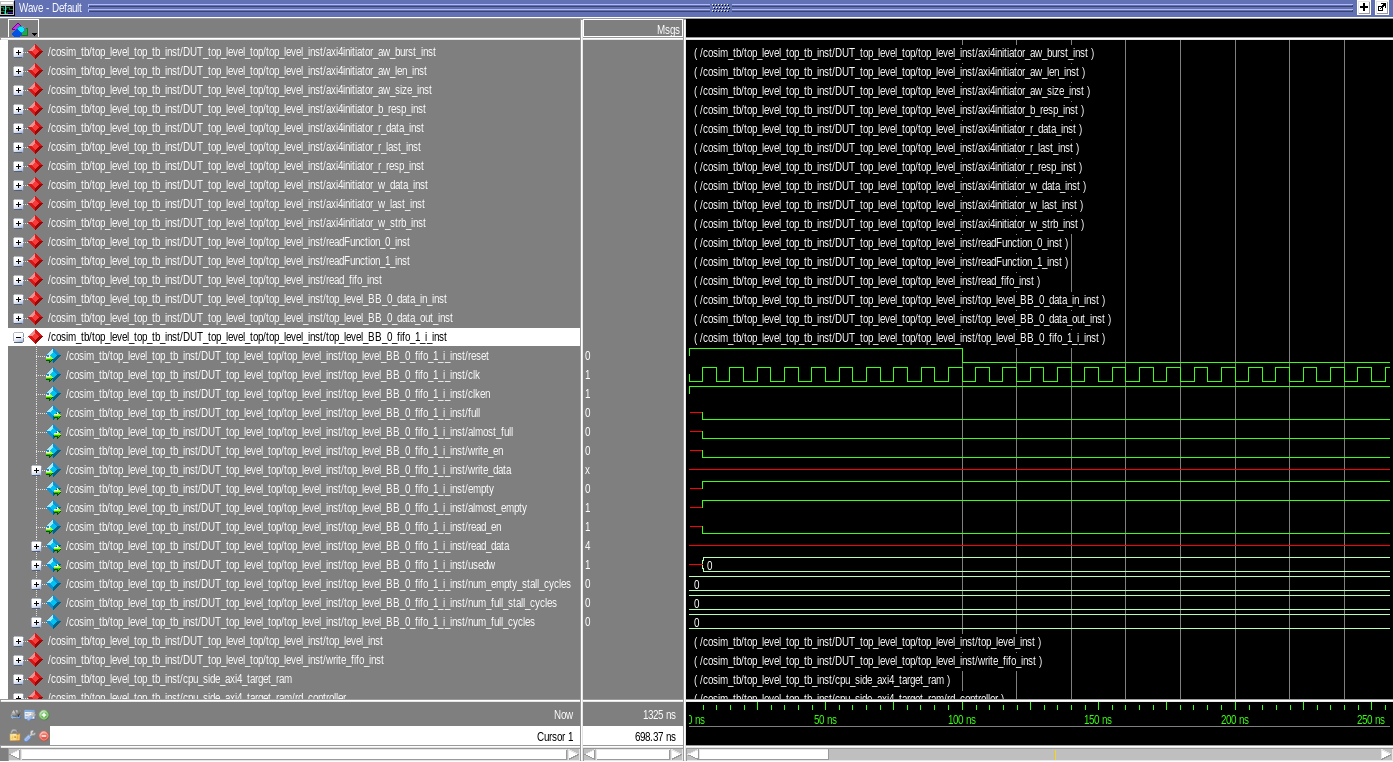 Wave - Default
Msgs
/cosim_tb/top_level_top_tb_inst/DUT_top_level_top/top_level_inst/axi4initiator_aw_burst_inst ( /cosim_tb/top_level_top_tb_inst/DUT_top_level_top/top_level_inst/axi4initiator_aw_burst_inst )
/cosim_tb/top_level_top_tb_inst/DUT_top_level_top/top_level_inst/axi4initiator_aw_len_inst ( /cosim_tb/top_level_top_tb_inst/DUT_top_level_top/top_level_inst/axi4initiator_aw_len_inst )
/cosim_tb/top_level_top_tb_inst/DUT_top_level_top/top_level_inst/axi4initiator_aw_size_inst ( /cosim_tb/top_level_top_tb_inst/DUT_top_level_top/top_level_inst/axi4initiator_aw_size_inst )
/cosim_tb/top_level_top_tb_inst/DUT_top_level_top/top_level_inst/axi4initiator_b_resp_inst ( /cosim_tb/top_level_top_tb_inst/DUT_top_level_top/top_level_inst/axi4initiator_b_resp_inst )
/cosim_tb/top_level_top_tb_inst/DUT_top_level_top/top_level_inst/axi4initiator_r_data_inst ( /cosim_tb/top_level_top_tb_inst/DUT_top_level_top/top_level_inst/axi4initiator_r_data_inst )
/cosim_tb/top_level_top_tb_inst/DUT_top_level_top/top_level_inst/axi4initiator_r_last_inst ( /cosim_tb/top_level_top_tb_inst/DUT_top_level_top/top_level_inst/axi4initiator_r_last_inst )
/cosim_tb/top_level_top_tb_inst/DUT_top_level_top/top_level_inst/axi4initiator_r_resp_inst ( /cosim_tb/top_level_top_tb_inst/DUT_top_level_top/top_level_inst/axi4initiator_r_resp_inst )
/cosim_tb/top_level_top_tb_inst/DUT_top_level_top/top_level_inst/axi4initiator_w_data_inst ( /cosim_tb/top_level_top_tb_inst/DUT_top_level_top/top_level_inst/axi4initiator_w_data_inst )
/cosim_tb/top_level_top_tb_inst/DUT_top_level_top/top_level_inst/axi4initiator_w_last_inst ( /cosim_tb/top_level_top_tb_inst/DUT_top_level_top/top_level_inst/axi4initiator_w_last_inst )
/cosim_tb/top_level_top_tb_inst/DUT_top_level_top/top_level_inst/axi4initiator_w_strb_inst ( /cosim_tb/top_level_top_tb_inst/DUT_top_level_top/top_level_inst/axi4initiator_w_strb_inst )
/cosim_tb/top_level_top_tb_inst/DUT_top_level_top/top_level_inst/readFunction_0_inst ( /cosim_tb/top_level_top_tb_inst/DUT_top_level_top/top_level_inst/readFunction_0_inst )
/cosim_tb/top_level_top_tb_inst/DUT_top_level_top/top_level_inst/readFunction_1_inst ( /cosim_tb/top_level_top_tb_inst/DUT_top_level_top/top_level_inst/readFunction_1_inst )
/cosim_tb/top_level_top_tb_inst/DUT_top_level_top/top_level_inst/read_fifo_inst ( /cosim_tb/top_level_top_tb_inst/DUT_top_level_top/top_level_inst/read_fifo_inst )
/cosim_tb/top_level_top_tb_inst/DUT_top_level_top/top_level_inst/top_level_BB_0_data_in_inst ( /cosim_tb/top_level_top_tb_inst/DUT_top_level_top/top_level_inst/top_level_BB_0_data_in_inst )
/cosim_tb/top_level_top_tb_inst/DUT_top_level_top/top_level_inst/top_level_BB_0_data_out_inst ( /cosim_tb/top_level_top_tb_inst/DUT_top_level_top/top_level_inst/top_level_BB_0_data_out_inst )
/cosim_tb/top_level_top_tb_inst/DUT_top_level_top/top_level_inst/top_level_BB_0_fifo_1_i_inst ( /cosim_tb/top_level_top_tb_inst/DUT_top_level_top/top_level_inst/top_level_BB_0_fifo_1_i_inst )
/cosim_tb/top_level_top_tb_inst/DUT_top_level_top/top_level_inst/top_level_BB_0_fifo_1_i_inst/reset 0
/cosim_tb/top_level_top_tb_inst/DUT_top_level_top/top_level_inst/top_level_BB_0_fifo_1_i_inst/clk 1
/cosim_tb/top_level_top_tb_inst/DUT_top_level_top/top_level_inst/top_level_BB_0_fifo_1_i_inst/clken 1
/cosim_tb/top_level_top_tb_inst/DUT_top_level_top/top_level_inst/top_level_BB_0_fifo_1_i_inst/full 0
/cosim_tb/top_level_top_tb_inst/DUT_top_level_top/top_level_inst/top_level_BB_0_fifo_1_i_inst/almost_full 0
/cosim_tb/top_level_top_tb_inst/DUT_top_level_top/top_level_inst/top_level_BB_0_fifo_1_i_inst/write_en 0
/cosim_tb/top_level_top_tb_inst/DUT_top_level_top/top_level_inst/top_level_BB_0_fifo_1_i_inst/write_data x
/cosim_tb/top_level_top_tb_inst/DUT_top_level_top/top_level_inst/top_level_BB_0_fifo_1_i_inst/empty 0
/cosim_tb/top_level_top_tb_inst/DUT_top_level_top/top_level_inst/top_level_BB_0_fifo_1_i_inst/almost_empty 1
/cosim_tb/top_level_top_tb_inst/DUT_top_level_top/top_level_inst/top_level_BB_0_fifo_1_i_inst/read_en 1
/cosim_tb/top_level_top_tb_inst/DUT_top_level_top/top_level_inst/top_level_BB_0_fifo_1_i_inst/read_data 4
/cosim_tb/top_level_top_tb_inst/DUT_top_level_top/top_level_inst/top_level_BB_0_fifo_1_i_inst/usedw 1 0
/cosim_tb/top_level_top_tb_inst/DUT_top_level_top/top_level_inst/top_level_BB_0_fifo_1_i_inst/num_empty_stall_cycles 0 0
/cosim_tb/top_level_top_tb_inst/DUT_top_level_top/top_level_inst/top_level_BB_0_fifo_1_i_inst/num_full_stall_cycles 0 0
/cosim_tb/top_level_top_tb_inst/DUT_top_level_top/top_level_inst/top_level_BB_0_fifo_1_i_inst/num_full_cycles 0 0
/cosim_tb/top_level_top_tb_inst/DUT_top_level_top/top_level_inst/top_level_inst ( /cosim_tb/top_level_top_tb_inst/DUT_top_level_top/top_level_inst/top_level_inst )
/cosim_tb/top_level_top_tb_inst/DUT_top_level_top/top_level_inst/write_fifo_inst ( /cosim_tb/top_level_top_tb_inst/DUT_top_level_top/top_level_inst/write_fifo_inst )
/cosim_tb/top_level_top_tb_inst/cpu_side_axi4_target_ram ( /cosim_tb/top_level_top_tb_inst/cpu_side_axi4_target_ram )
/cosim_tb/top_level_top_tb_inst/cpu_side_axi4_target_ram/rd_controller ( /cosim_tb/top_level_top_tb_inst/cpu_side_axi4_target_ram/rd_controller )
Now 1325 ns 0 ns 50 ns 100 ns 150 ns 200 ns 250 ns
Cursor 1 698.37 ns